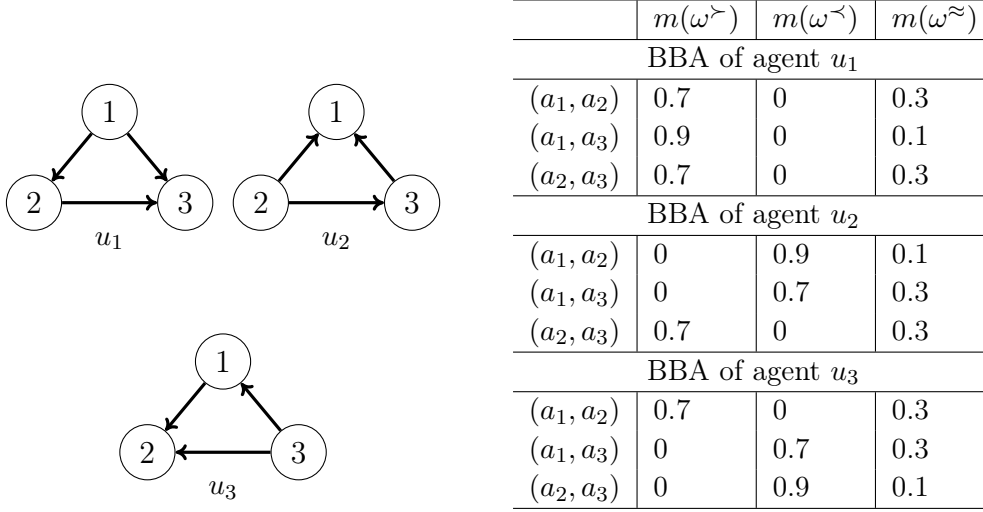 1
2 3
u₁
1
2 3
u₂
1
2 3
u₃
m(ω^≻) m(ω^≺) m(ω^≈)
BBA of agent u₁
(a₁, a₂) 0.7 0 0.3
(a₁, a₃) 0.9 0 0.1
(a₂, a₃) 0.7 0 0.3
BBA of agent u₂
(a₁, a₂) 0 0.9 0.1
(a₁, a₃) 0 0.7 0.3
(a₂, a₃) 0.7 0 0.3
BBA of agent u₃
(a₁, a₂) 0.7 0 0.3
(a₁, a₃) 0 0.7 0.3
(a₂, a₃) 0 0.9 0.1